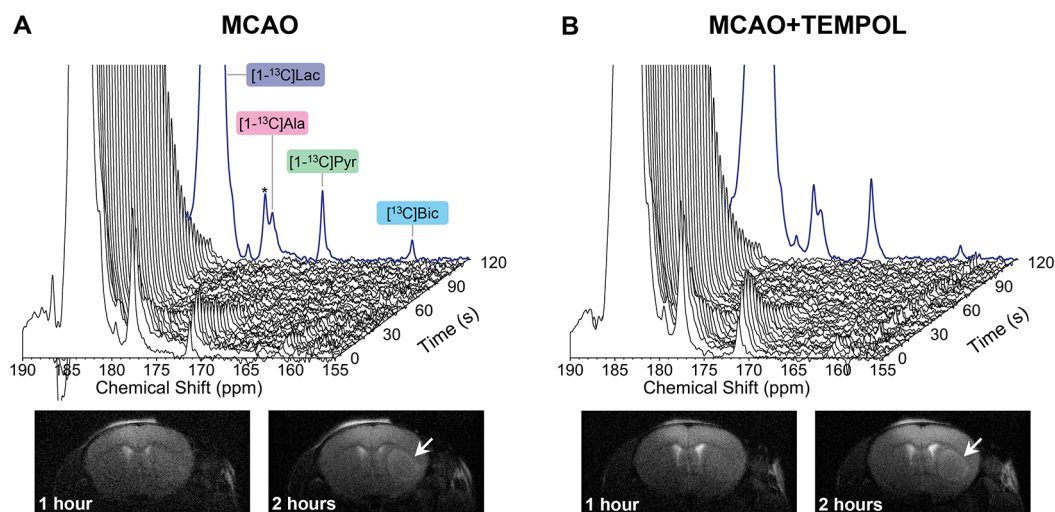 A
MCAO
[1-¹³C]Lac
[1-¹³C]Ala
*
[1-¹³C]Pyr
[¹³C]Bic
120
90
60
30
0
Time (s)
190 185 180 175 170 165 160 155
Chemical Shift (ppm)
1 hour
2 hours
B
MCAO+TEMPOL
120
90
60
30
0
Time (s)
190 185 180 175 170 165 160 155
Chemical Shift (ppm)
1 hour
2 hours